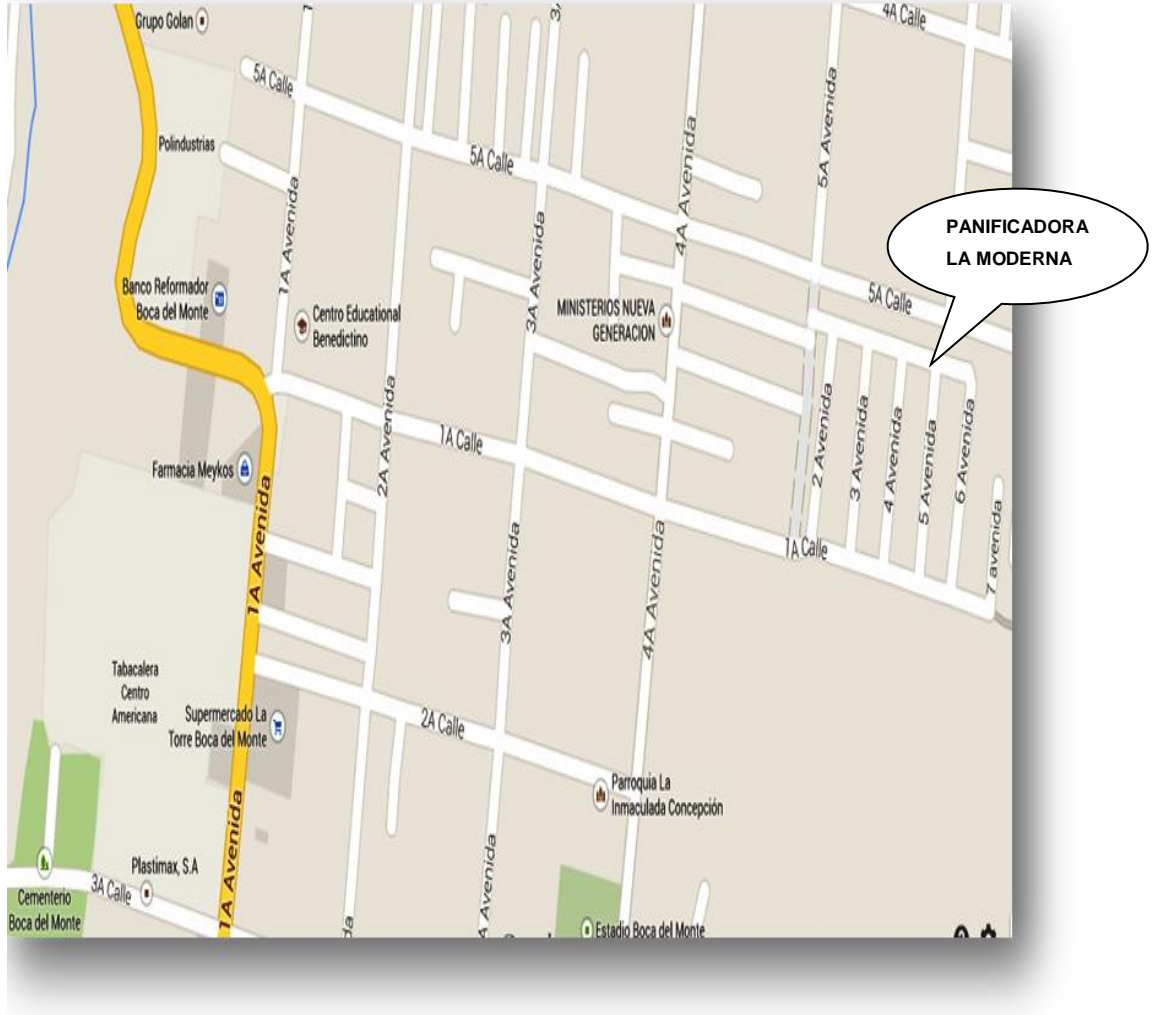 Grupo Golan
4A Calle
5A Calle
Polindustrias
5A Calle
5A Avenida
4A Avenida
1A Avenida
3A Avenida
PANIFICADORA
LA MODERNA
Banco Reformador
Boca del Monte
Centro Educational
Benedictino
MINISTERIOS NUEVA
GENERACION
5A Calle
2A Avenida
1A Calle
2 Avenida
3 Avenida
4 Avenida
5 Avenida
6 Avenida
7 avenida
Farmacia Meykos
1A Avenida
1A Calle
3A Avenida
4A Avenida
Tabacalera
Centro
Americana
Supermercado La
Torre Boca del Monte
2A Calle
Parroquia La
Inmaculada Concepción
1A Avenida
Plastimax, S.A
3A Calle
Cementerio
Boca del Monte
A Avenida
Estadio Boca del Monte